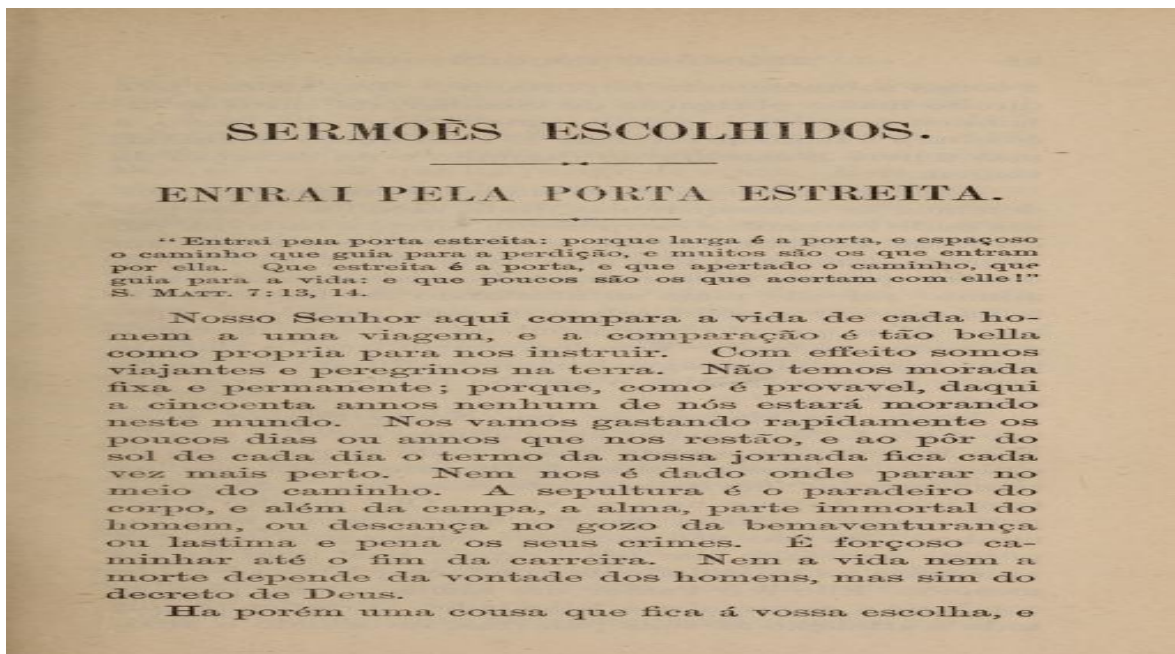 SERMOÈS ESCOLHIDOS.
ENTRAI PELA PORTA ESTREITA.
"Entrai pela porta estreita: porque larga é a porta, e espaçoso
o caminho que guia para a perdição, e muitos são os que entram
por ella. Que estreita é a porta, e que apertado o caminho, que
guia para a vida: e que poucos são os que acertam com elle!"
S. MATT. 7:13, 14.
Nosso Senhor aqui compara a vida de cada ho-
mem a uma viagem, e a comparação é tão bella
como propria para nos instruir. Com effeito somos
viajantes e peregrinos na terra. Não temos morada
fixa e permanente; porque, como é provavel, daqui
a cincoenta annos nenhum de nós estará morando
neste mundo. Nos vamos gastando rapidamente os
poucos dias ou annos que nos restão, e ao pôr do
sol de cada dia o termo da nossa jornada fica cada
vez mais perto. Nem nos é dado onde parar no
meio do caminho. A sepultura é o paradeiro do
corpo, e além da campa, a alma, parte immortal do
homem, ou descança no gozo da bemaventurança
ou lastima e pena os seus crimes. É forçoso ca-
minhar até o fim da carreira. Nem a vida nem a
morte depende da vontade dos homens, mas sim do
decreto de Deus.
Ha porém uma cousa que fica á vossa escolha, e